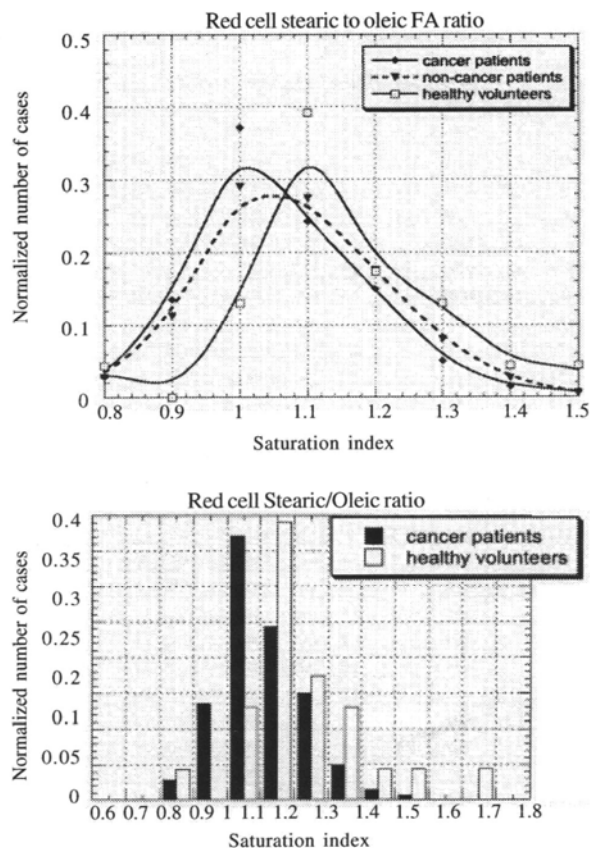 Red cell stearic to oleic FA ratio
0.5
0.4
0.3
0.2
0.1
0
Normalized number of cases
cancer patients
non-cancer patients
healthy volunteers
0.8 0.9 1 1.1 1.2 1.3 1.4 1.5
Saturation index
Red cell Stearic/Oleic ratio
0.4
0.35
0.3
0.25
0.2
0.1
0.05
0
Normalized number of cases
cancer patients
healthy volunteers
0.6 0.7 0.8 0.9 1 1.1 1.2 1.3 1.4 1.5 1.6 1.7 1.8
Saturation index